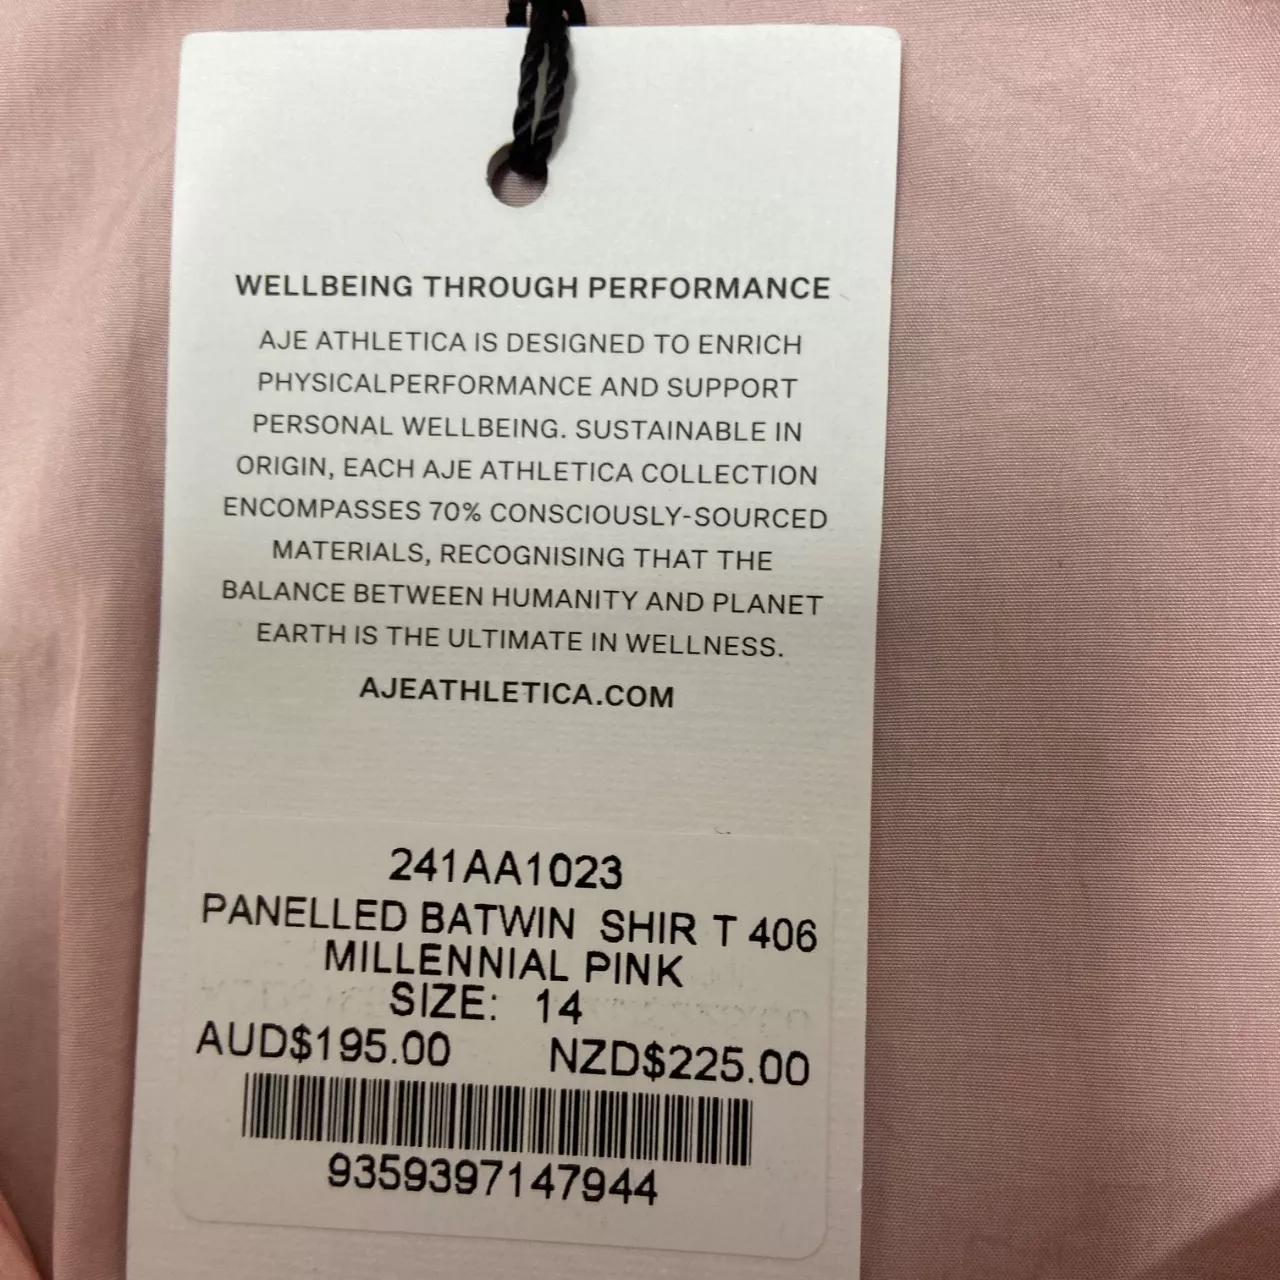 WELLBEING THROUGH PERFORMANCE
AJE ATHLETICA IS DESIGNED TO ENRICH
PHYSICALPERFORMANCE AND SUPPORT
PERSONAL WELLBEING. SUSTAINABLE IN
ORIGIN, EACH AJE ATHLETICA COLLECTION
ENCOMPASSES 70% CONSCIOUSLY-SOURCED
MATERIALS, RECOGNISING THAT THE
BALANCE BETWEEN HUMANITY AND PLANET
EARTH IS THE ULTIMATE IN WELLNESS.
AJEATHLETICA.COM
241AA1023
PANELLED BATWIN SHIR T 406
MILLENNIAL PINK
SIZE: 14
AUD$195.00 NZD$225.00
9359397147944